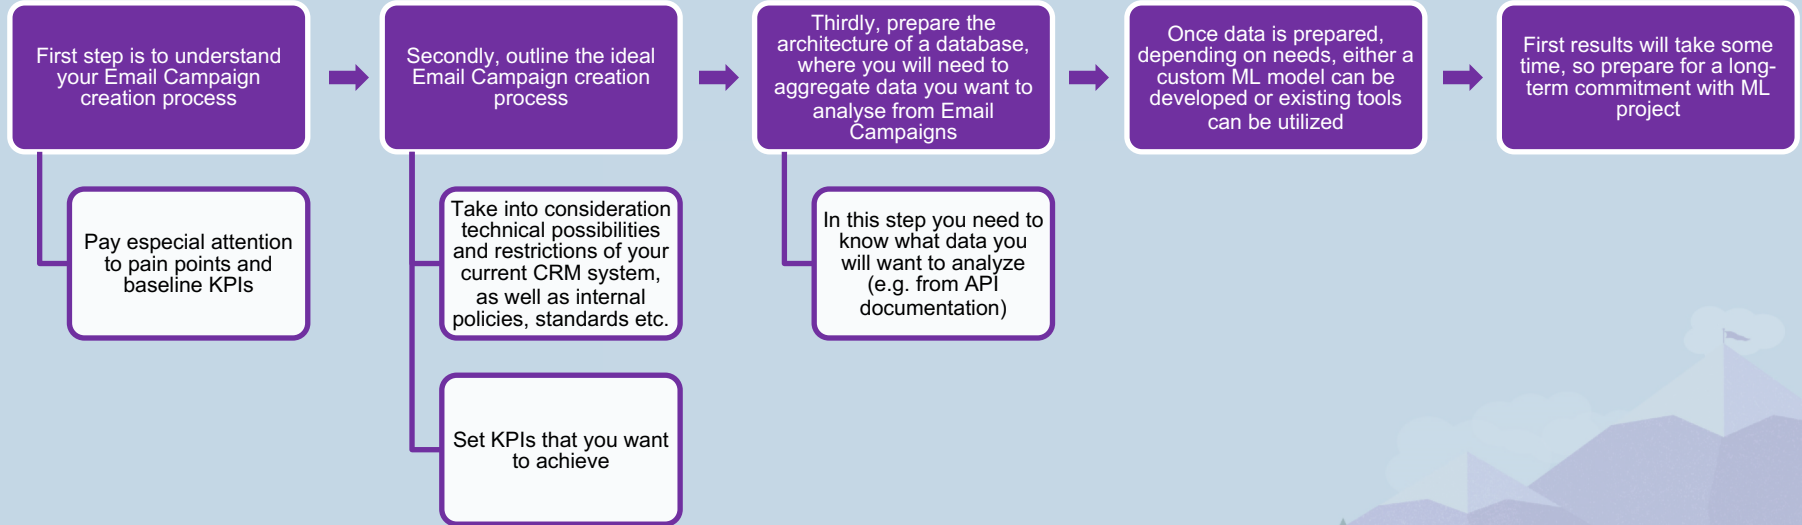 First step is to understand
your Email Campaign
creation process
Secondly, outline the ideal
Email Campaign creation
process
Thirdly, prepare the
architecture of a database,
where you will need to
aggregate data you want to
analyse from Email
Campaigns
Once data is prepared,
depending on needs, either a
custom ML model can be
developed or existing tools
can be utilized
First results will take some
time, so prepare for a long-
term commitment with ML
project
Pay especial attention
to pain points and
baseline KPIs
Take into consideration
technical possibilities
and restrictions of your
current CRM system,
as well as internal
policies, standards etc.
In this step you need to
know what data you
will want to analyze
(e.g. from API
documentation)
Set KPIs that you want
to achieve